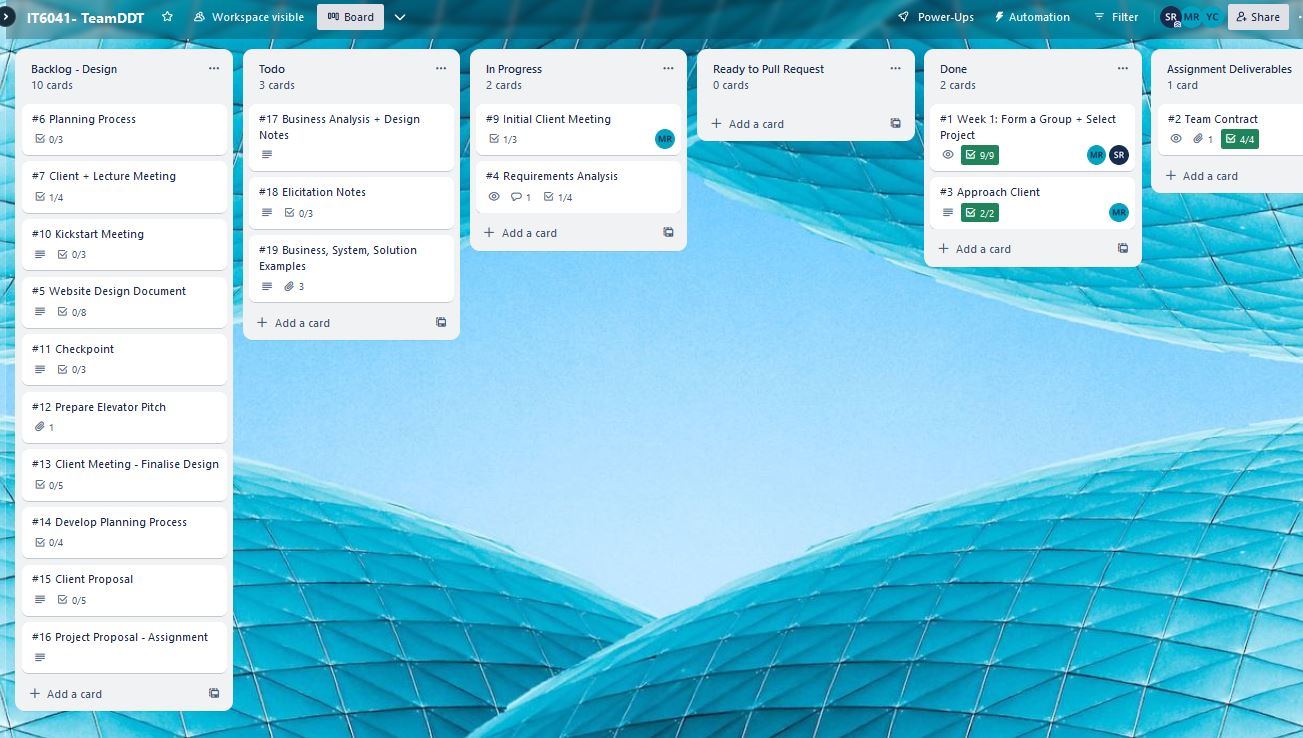 IT6041- TeamDDT
Workspace visible
Board
Power-Ups
Automation
Filter
SR
MR
YC
Share
Backlog - Design
10 cards
#6 Planning Process
0/3
#7 Client + Lecture Meeting
1/4
#10 Kickstart Meeting
0/3
#5 Website Design Document
0/8
#11 Checkpoint
0/3
#12 Prepare Elevator Pitch
1
#13 Client Meeting - Finalise Design
0/5
#14 Develop Planning Process
0/4
#15 Client Proposal
0/5
#16 Project Proposal - Assignment
+ Add a card
Todo
3 cards
#17 Business Analysis + Design
Notes
#18 Elicitation Notes
0/3
#19 Business, System, Solution
Examples
3
+ Add a card
In Progress
2 cards
#9 Initial Client Meeting
1/3
MR
#4 Requirements Analysis
1 1/4
+ Add a card
Ready to Pull Request
0 cards
+ Add a card
Done
2 cards
#1 Week 1: Form a Group + Select
Project
9/9
MR SR
#3 Approach Client
2/2
MR
+ Add a card
Assignment Deliverables
1 card
#2 Team Contract
1 4/4
+ Add a card